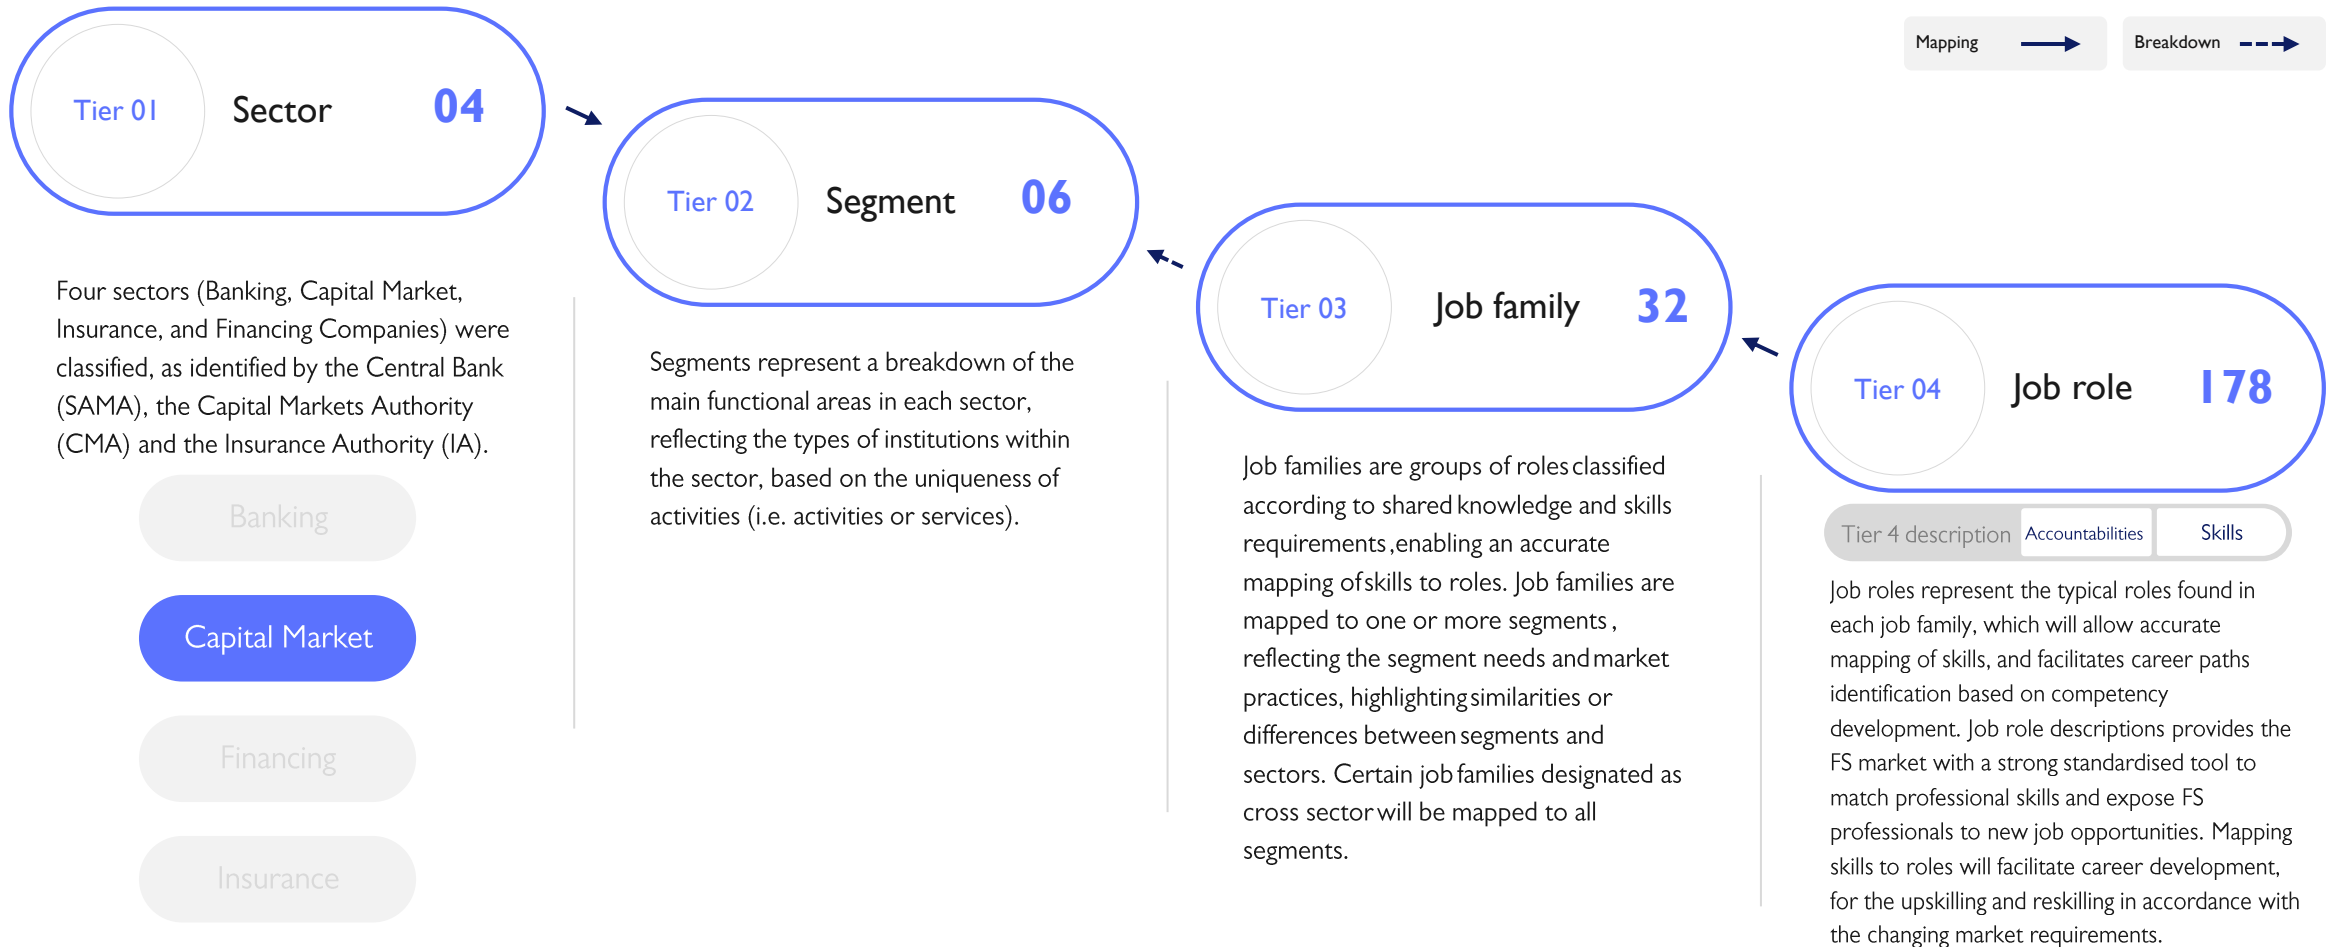 Mapping
Breakdown
Tier 01
Sector
04
Four sectors (Banking, Capital Market,
Insurance, and Financing Companies) were
classified, as identified by the Central Bank
(SAMA), the Capital Markets Authority
(CMA) and the Insurance Authority (IA).
Banking
Capital Market
Financing
Insurance
Tier 02
Segment
06
Segments represent a breakdown of the
main functional areas in each sector,
reflecting the types of institutions within
the sector, based on the uniqueness of
activities (i.e. activities or services).
Tier 03
Job family
32
Job families are groups of roles classified
according to shared knowledge and skills
requirements ,enabling an accurate
mapping of skills to roles. Job families are
mapped to one or more segments ,
reflecting the segment needs and market
practices, highlighting similarities or
differences between segments and
sectors. Certain job families designated as
cross sector will be mapped to all
segments.
Tier 04
Job role
178
Tier 4 description
Accountabilities
Skills
Job roles represent the typical roles found in
each job family, which will allow accurate
mapping of skills, and facilitates career paths
identification based on competency
development. Job role descriptions provides the
FS market with a strong standardised tool to
match professional skills and expose FS
professionals to new job opportunities. Mapping
skills to roles will facilitate career development,
for the upskilling and reskilling in accordance with
the changing market requirements.